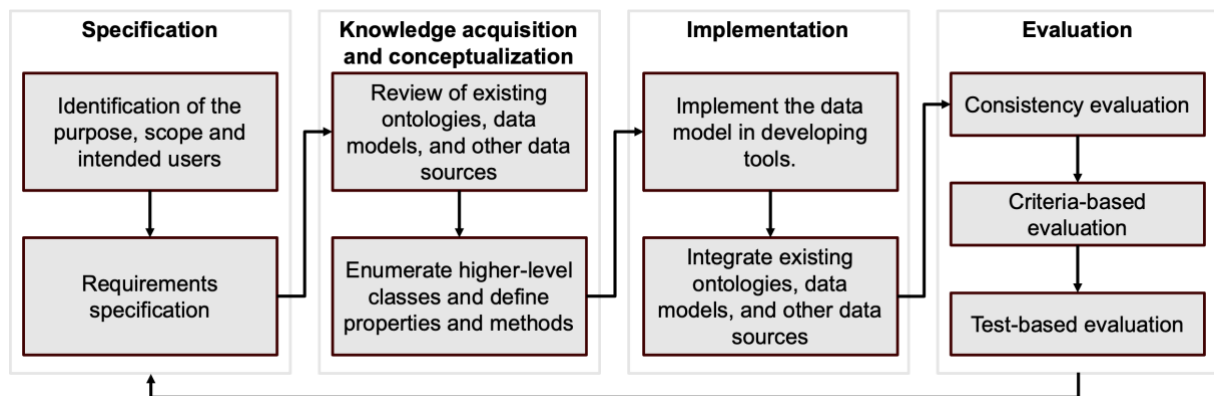 Specification
Identification of the
purpose, scope and
intended users
Requirements
specification
Knowledge acquisition
and conceptualization
Review of existing
ontologies, data
models, and other data
sources
Enumerate higher-level
classes and define
properties and methods
Implementation
Implement the data
model in developing
tools.
Integrate existing
ontologies, data
models, and other data
sources
Evaluation
Consistency evaluation
Criteria-based
evaluation
Test-based evaluation